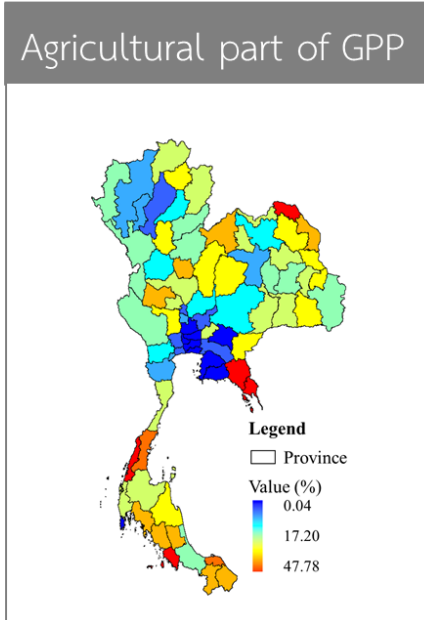 Agricultural part of GPP
Legend
Province
Value (%)
0.04
17.20
47.78